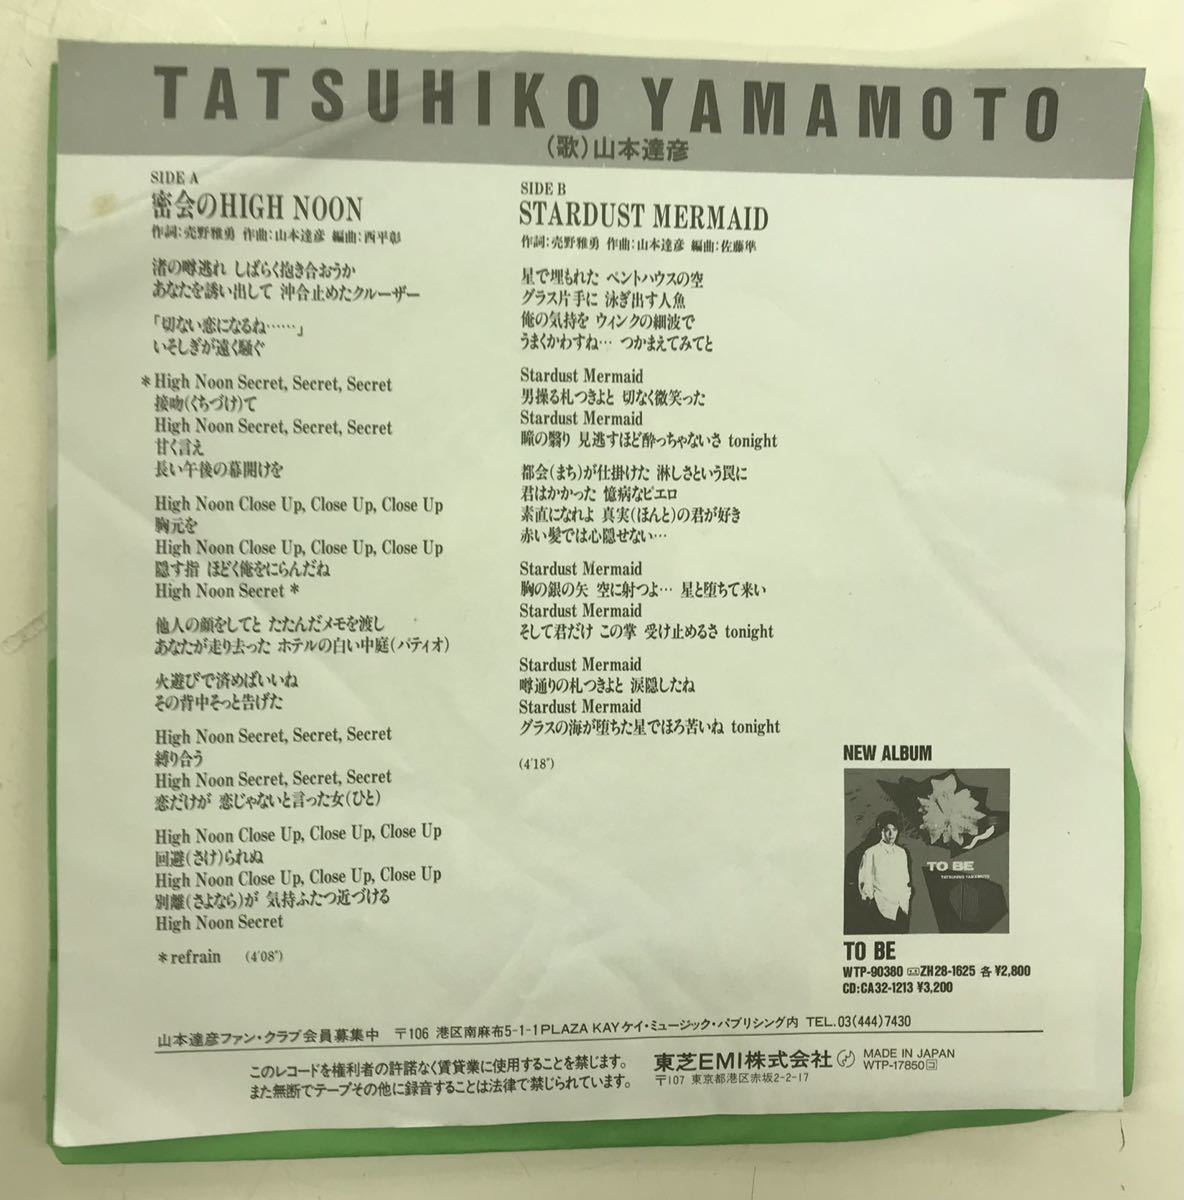 TATSUHIKO YAMAMOTO
(歌)山本達彦
SIDE A
密会のHIGH NOON
作詞:売野雅勇 作曲:山本達彦 編曲:西平彰
渚の噂逃れ しばらく抱き合おうか
あなたを誘い出して 沖合止めたクルーザー
「切ない恋になるね……」
いそしぎが遠く騒ぐ
*High Noon Secret, Secret, Secret
接吻(くちづけ)て
High Noon Secret, Secret, Secret
甘く言え
長い午後の幕開けを
High Noon Close Up, Close Up, Close Up
胸元を
High Noon Close Up, Close Up, Close Up
隠す指 ほどく俺をにらんだね
High Noon Secret *
他人の顔をしてと たたんだメモを渡し
あなたが走り去った ホテルの白い中庭(パティオ)
火遊びで済めばいいね
その背中そっと告げた
High Noon Secret, Secret, Secret
縛り合う
High Noon Secret, Secret, Secret
恋だけが 恋じゃないと言った女(ひと)
High Noon Close Up, Close Up, Close Up
回避(さけ)られぬ
High Noon Close Up, Close Up, Close Up
別離(さよなら)が 気持ふたつ近づける
High Noon Secret
*refrain (4'08")
SIDE B
STARDUST MERMAID
作詞:売野雅勇 作曲:山本達彦 編曲:佐藤準
星で埋もれた ペントハウスの空
グラス片手に 泳ぎ出す人魚
俺の気持を ウィンクの細波で
うまくかわすね… つかまえてみてと
Stardust Mermaid
男操る札つきよと 切なく微笑った
Stardust Mermaid
瞳の翳り 見逃すほど酔っちゃないさ tonight
都会(まち)が仕掛けた 淋しさという罠に
君はかかった 憶病なピエロ
素直になれよ 真実(ほんと)の君が好き
赤い髪では心隠せない…
Stardust Mermaid
胸の銀の矢 空に射つよ… 星と堕ちて来い
Stardust Mermaid
そして君だけ この掌 受け止めるさ tonight
Stardust Mermaid
噂通りの札つきよと 涙隠したね
Stardust Mermaid
グラスの海が堕ちた星でほろ苦いね tonight
(4'18")
NEW ALBUM
TO BE
TATSUHIKO YAMAMOTO
TO BE
WTP-90380 ZH28-1625 各¥2,800
CD:CA32-1213 ¥3,200
山本達彦ファン・クラブ会員募集中 〒106 港区南麻布5-1-1 PLAZA KAY ケイ・ミュージック・パブリシング内 TEL.03(444)7430
このレコードを権利者の許諾なく賃貸業に使用することを禁じます。
また無断でテープその他に録音することは法律で禁じられています。
東芝EMI株式会社
〒107 東京都港区赤坂2-2-17
MADE IN JAPAN
WTP-17850 コ